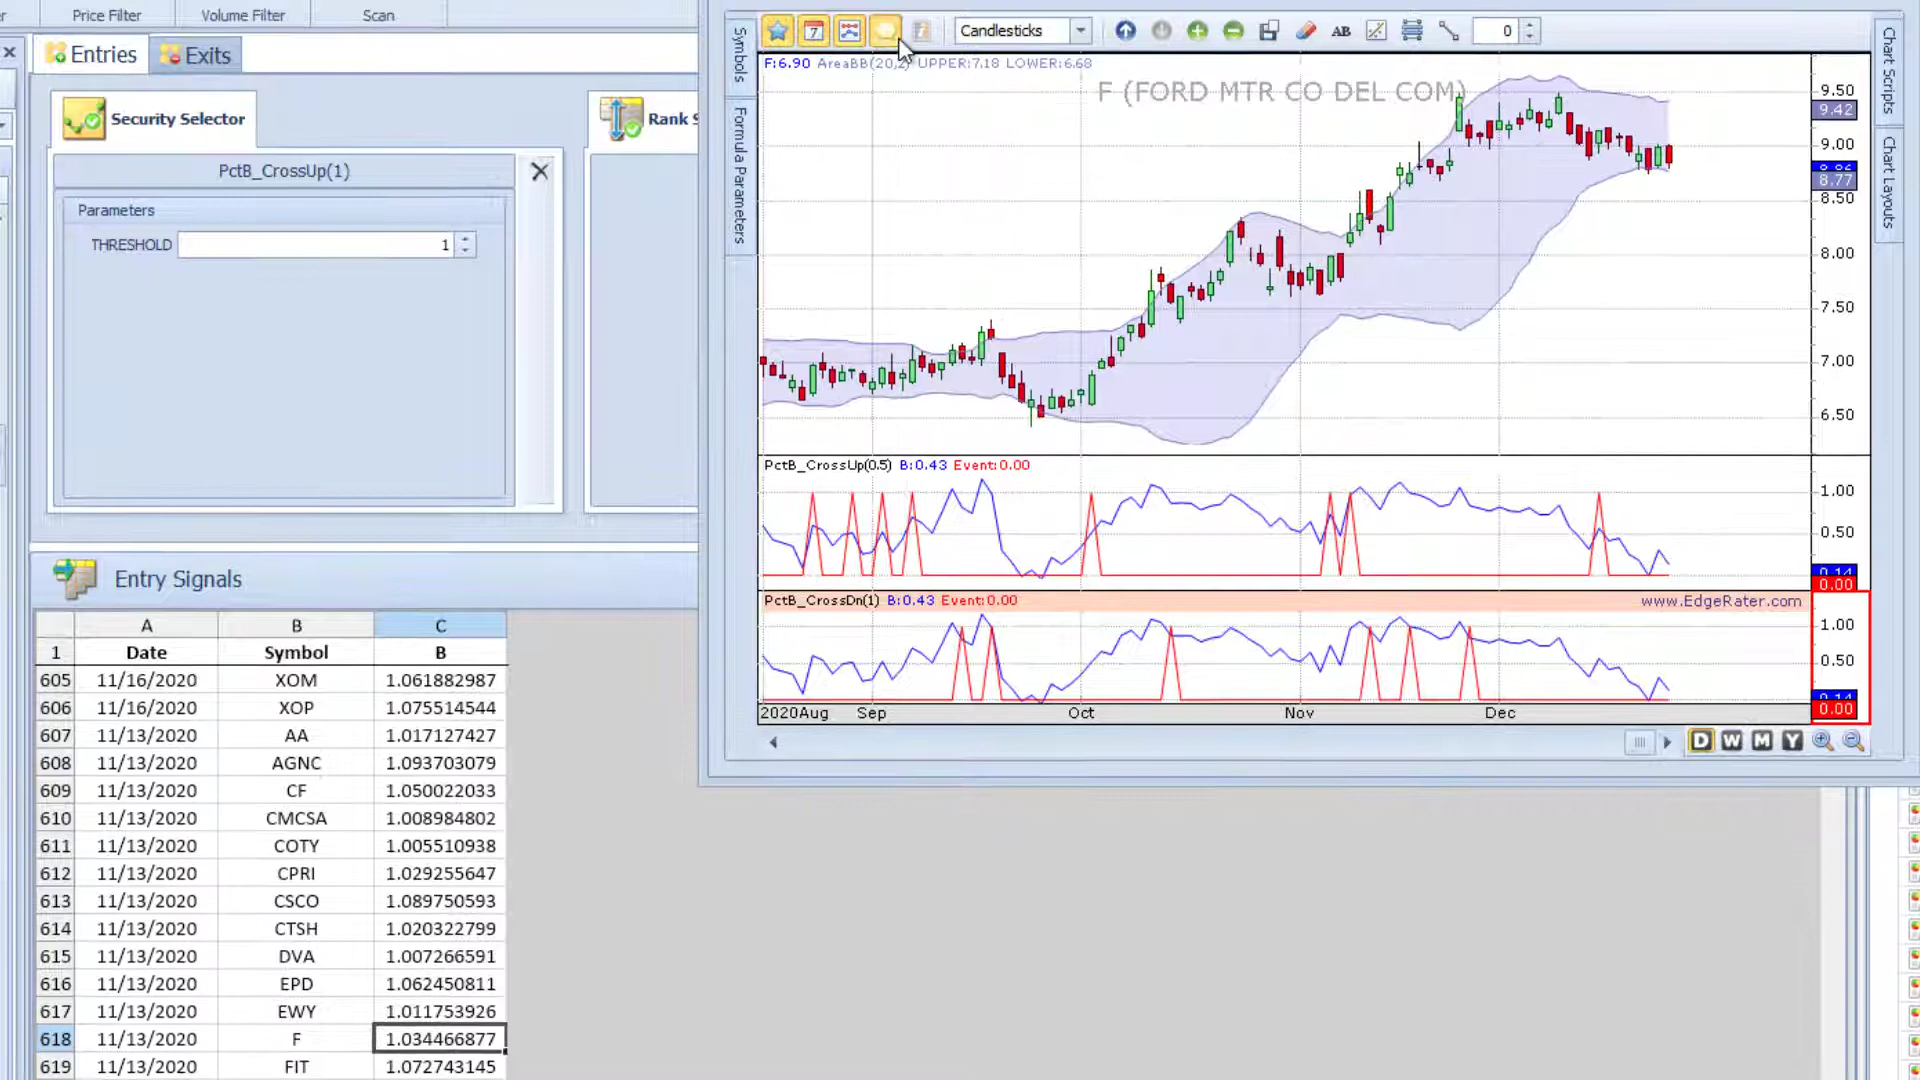 Price Filter
Volume Filter
Scan
Entries
Exits
Security Selector
Rank S
PctB_CrossUp(1)
Parameters
THRESHOLD
1
Entry Signals
A B C
1 Date Symbol B
605 11/16/2020 XOM 1.061882987
606 11/16/2020 XOP 1.075514544
607 11/13/2020 AA 1.017127427
608 11/13/2020 AGNC 1.093703079
609 11/13/2020 CF 1.050022033
610 11/13/2020 CMCSA 1.008984802
611 11/13/2020 COTY 1.005510938
612 11/13/2020 CPRI 1.029255647
613 11/13/2020 CSCO 1.089750593
614 11/13/2020 CTSH 1.020322799
615 11/13/2020 DVA 1.007266591
616 11/13/2020 EPD 1.062450811
617 11/13/2020 EWY 1.011753926
618 11/13/2020 F 1.034466877
619 11/13/2020 FIT 1.072743145
Symbols
Formula Parameters
7
Candlesticks
AB
0
Chart Scripts
Chart Layouts
F:6.90 AreaBB(20,2) UPPER:7.18 LOWER:6.68
F (FORD MTR CO DEL COM)
9.50
9.42
9.00
8.77
8.50
8.00
7.50
7.00
6.50
PctB_CrossUp(0.5) B:0.43 Event:0.00
1.00
0.50
0.14
0.00
PctB_CrossDn(1) B:0.43 Event:0.00
www.EdgeRater.com
1.00
0.50
0.14
0.00
2020Aug Sep Oct Nov Dec
D W M Y